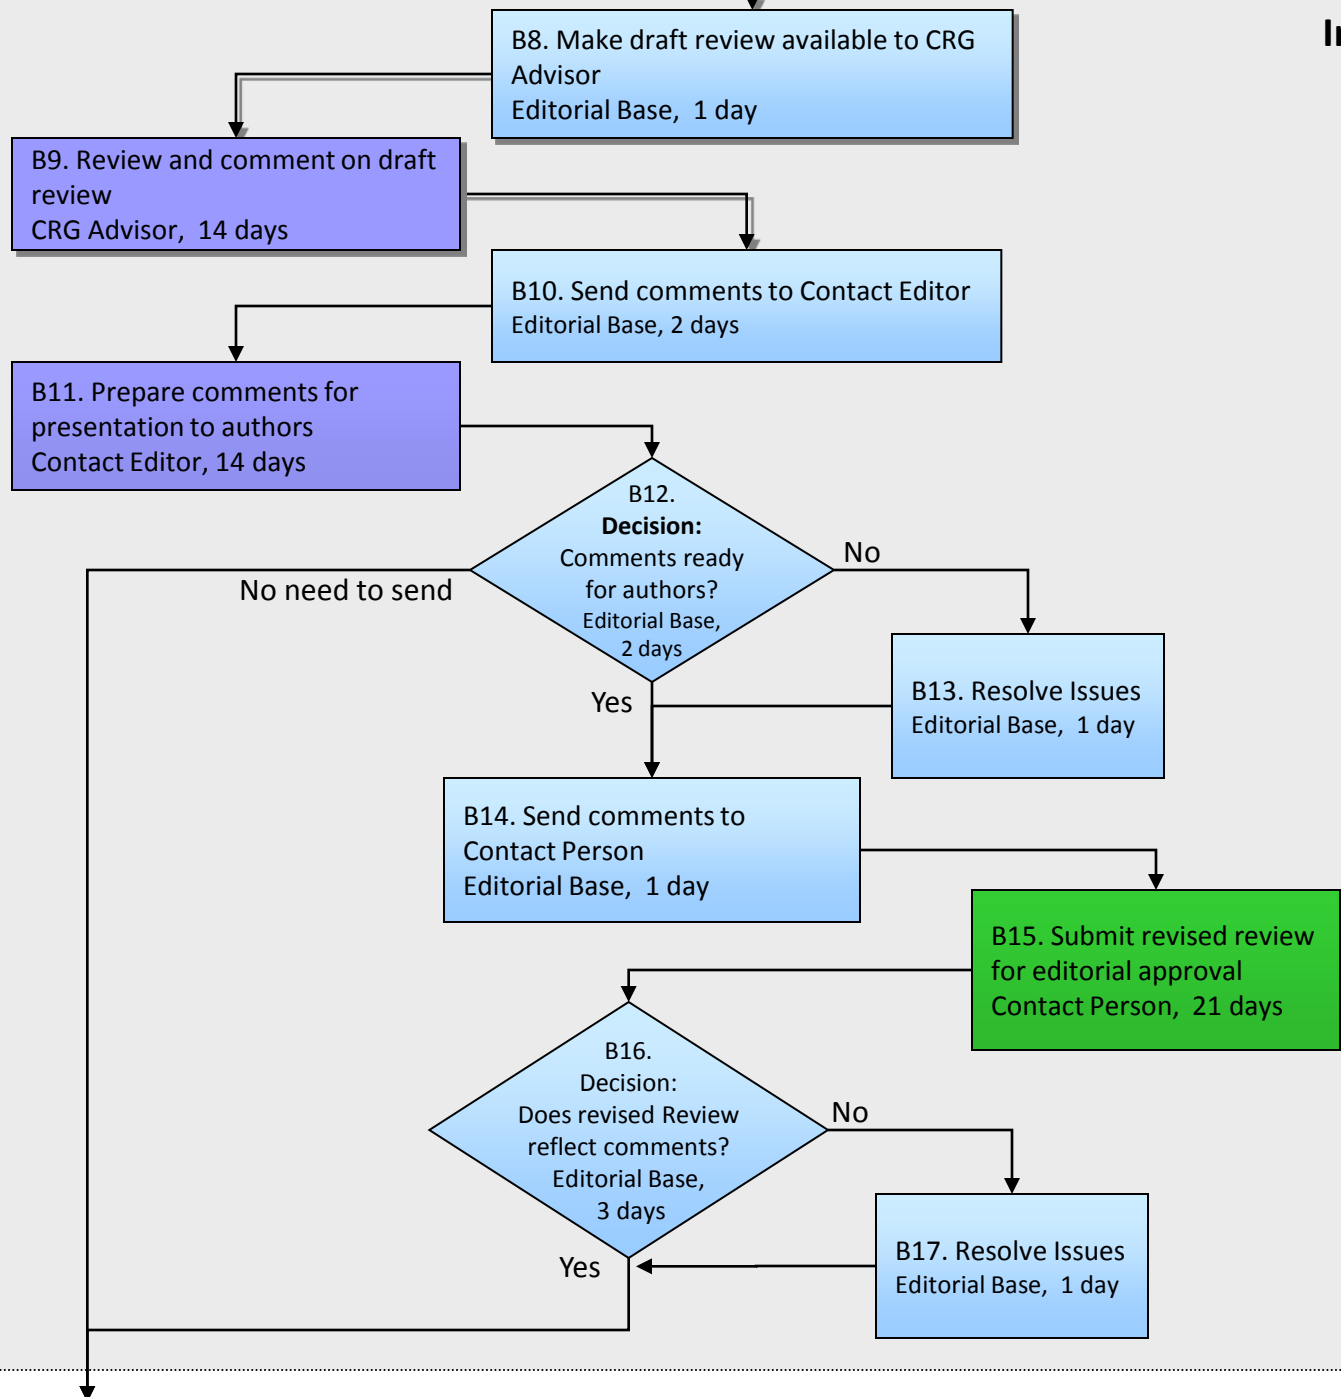 In
B8. Make draft review available to CRG
Advisor
Editorial Base, 1 day
B9. Review and comment on draft
review
CRG Advisor, 14 days
B10. Send comments to Contact Editor
Editorial Base, 2 days
B11. Prepare comments for
presentation to authors
Contact Editor, 14 days
B12.
Decision:
Comments ready
for authors?
Editorial Base,
2 days
No
No need to send
Yes
B13. Resolve Issues
Editorial Base, 1 day
B14. Send comments to
Contact Person
Editorial Base, 1 day
B15. Submit revised review
for editorial approval
Contact Person, 21 days
B16.
Decision:
Does revised Review
reflect comments?
Editorial Base,
3 days
No
Yes
B17. Resolve Issues
Editorial Base, 1 day